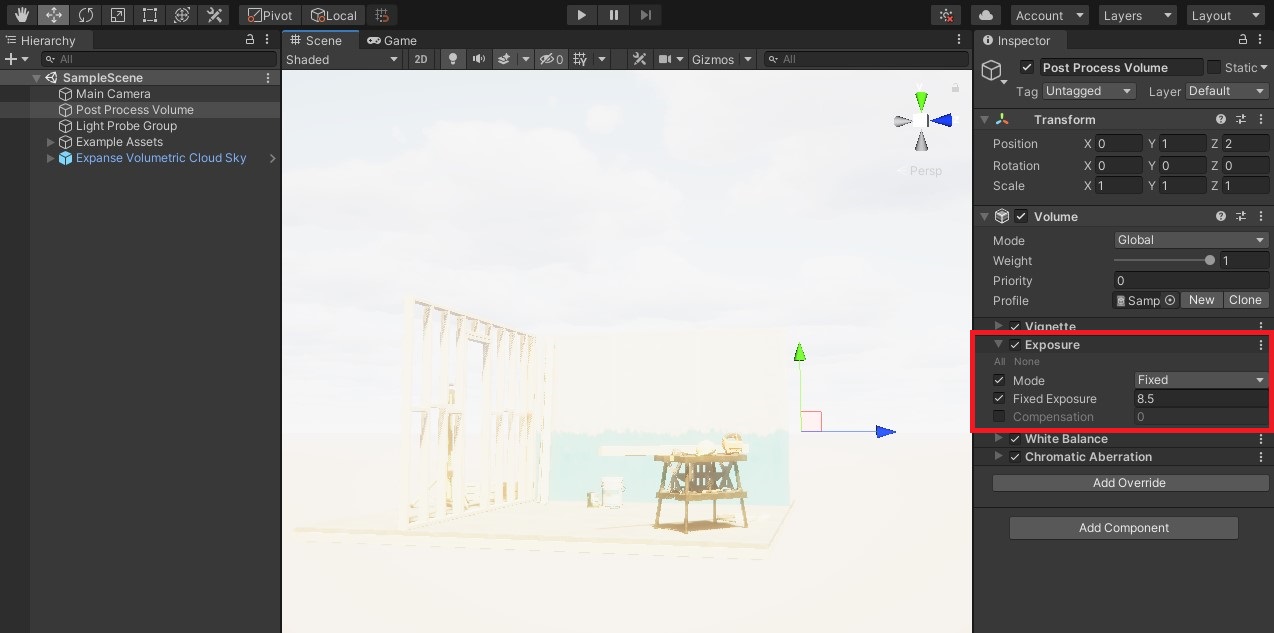 Pivot Local Account Layers Layout
Hierarchy
All
SampleScene
Main Camera
Post Process Volume
Light Probe Group
Example Assets
Expanse Volumetric Cloud Sky
Scene Game
Shaded 2D Gizmos All
Persp
Inspector
Post Process Volume Static
Tag Untagged Layer Default
Transform
Position X 0 Y 1 Z 2
Rotation X 0 Y 0 Z 0
Scale X 1 Y 1 Z 1
Volume
Mode Global
Weight 1
Priority 0
Profile Samp New Clone
Vignette
Exposure
All None
Mode Fixed
Fixed Exposure 8.5
Compensation 0
White Balance
Chromatic Aberration
Add Override
Add Component